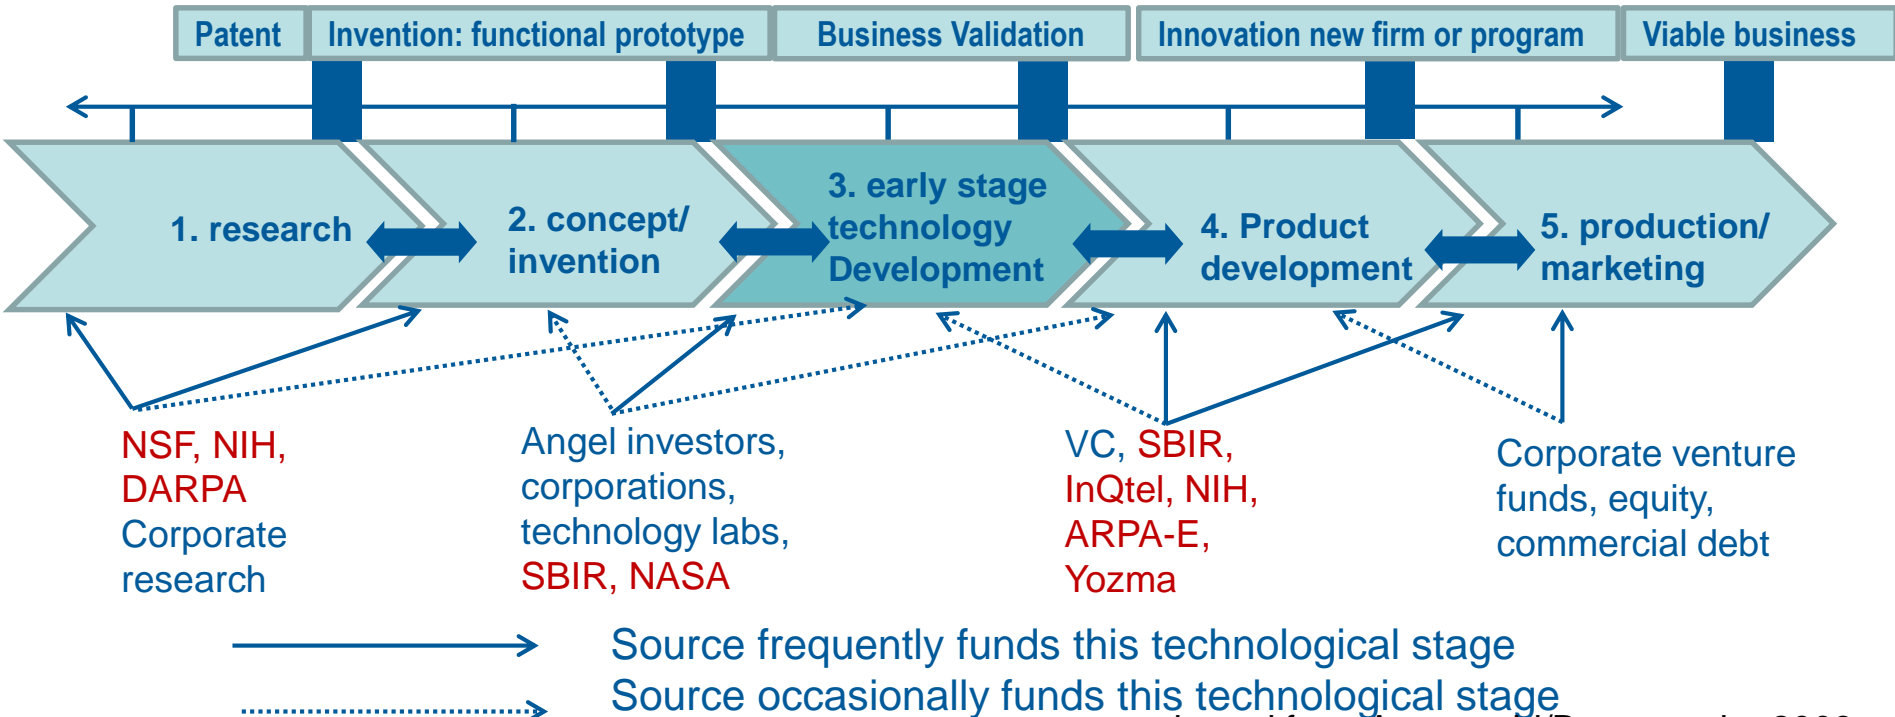 Patent
Invention: functional prototype
Business Validation
Innovation new firm or program
Viable business
1. research
2. concept/
invention
3. early stage
technology
Development
4. Product
development
5. production/
marketing
NSF, NIH,
DARPA
Corporate
research
Angel investors,
corporations,
technology labs,
SBIR, NASA
VC, SBIR,
InQtel, NIH,
ARPA-E,
Yozma
Corporate venture
funds, equity,
commercial debt
Source frequently funds this technological stage
Source occasionally funds this technological stage